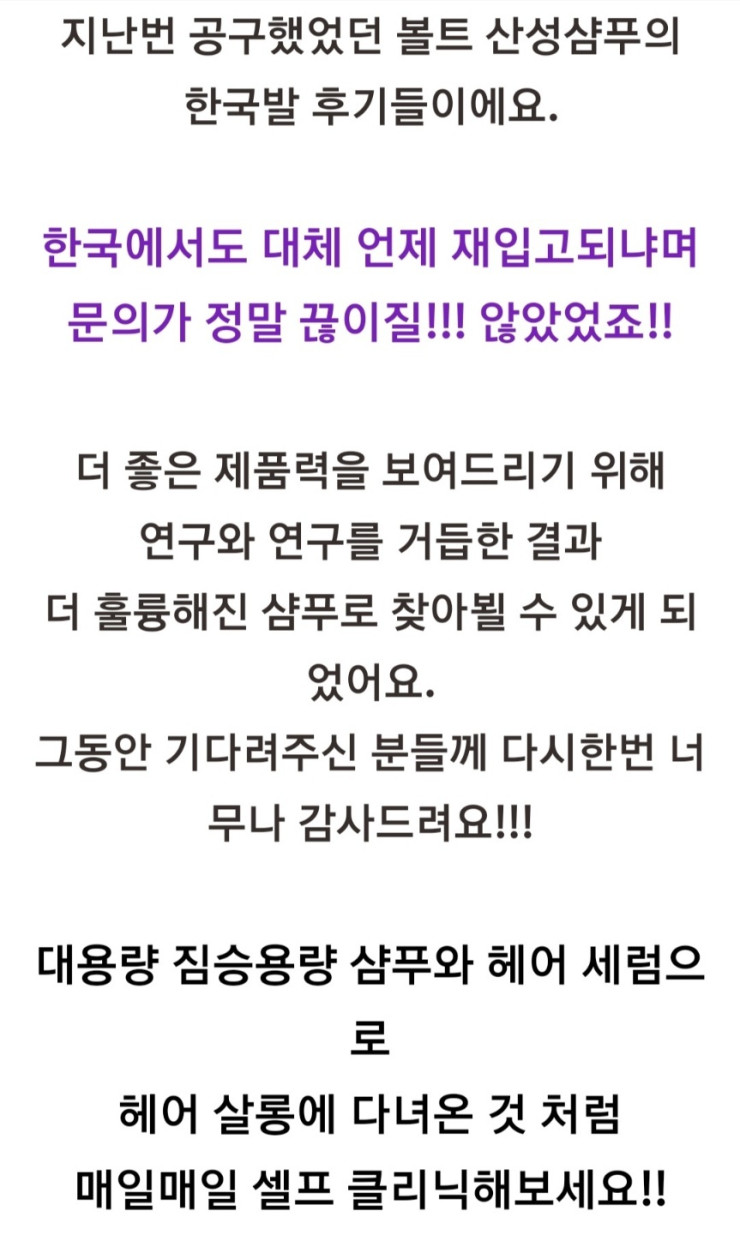 지난번 공구했었던 볼트 산성샴푸의
한국발 후기들이에요.
한국에서도 대체 언제 재입고되냐며
문의가 정말 끊이질!!! 않았었죠!!
더 좋은 제품력을 보여드리기 위해
연구와 연구를 거듭한 결과
더 훌륭해진 샴푸로 찾아뵐 수 있게 되
었어요.
그동안 기다려주신 분들께 다시한번 너
무나 감사드려요!!!
대용량 짐승용량 샴푸와 헤어 세럼으
로
헤어 살롱에 다녀온 것 처럼
매일매일 셀프 클리닉해보세요!!